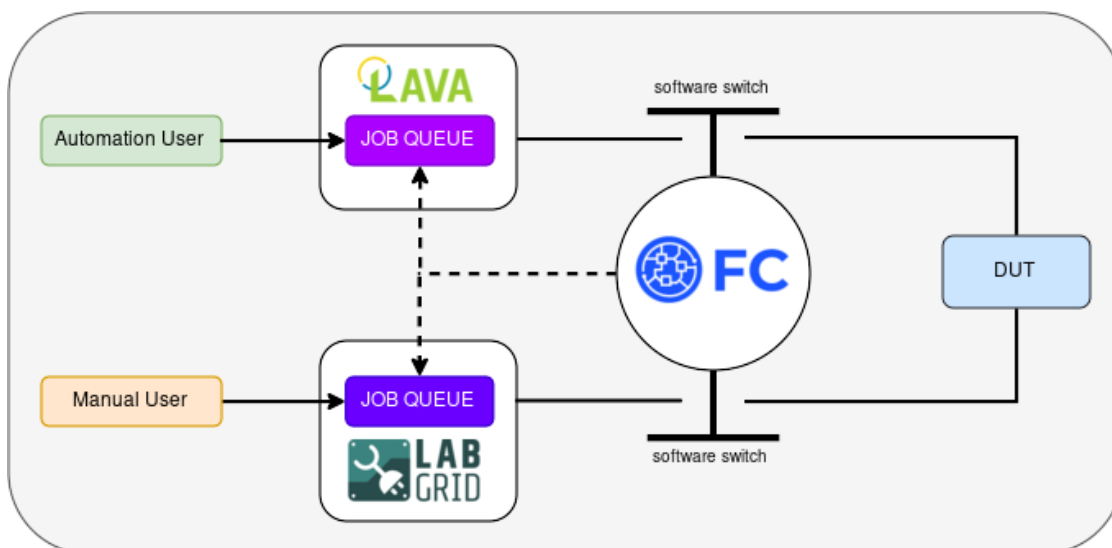 LAVA
software switch
Automation User
JOB QUEUE
FC
DUT
Manual User
JOB QUEUE
LAB
GRID
software switch